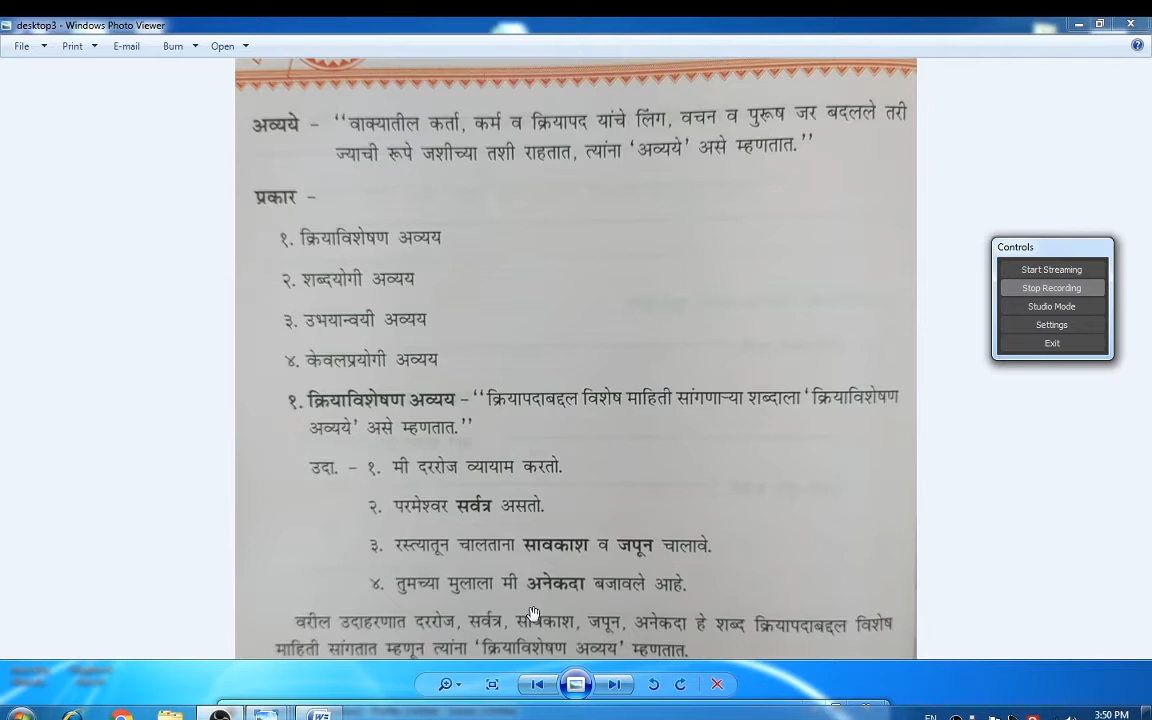 desktop3 - Windows Photo Viewer
File Print E-mail Burn Open
अव्यये - ‘‘वाक्यातील कर्ता, कर्म व क्रियापद यांचे लिंग, वचन व पुरूष जर बदलले तरी
ज्याची रूपे जशीच्या तशी राहतात, त्यांना ‘अव्यये’ असे म्हणतात.’’
प्रकार -
१. क्रियाविशेषण अव्यय
२. शब्दयोगी अव्यय
३. उभयान्वयी अव्यय
४. केवलप्रयोगी अव्यय
१. क्रियाविशेषण अव्यय - ‘‘क्रियापदाबद्दल विशेष माहिती सांगणाऱ्या शब्दाला ‘क्रियाविशेषण
अव्यये’ असे म्हणतात.’’
उदा. - १. मी दररोज व्यायाम करतो.
२. परमेश्वर सर्वत्र असतो.
३. रस्त्यातून चालताना सावकाश व जपून चालावे.
४. तुमच्या मुलाला मी अनेकदा बजावले आहे.
वरील उदाहरणात दररोज, सर्वत्र, सावकाश, जपून, अनेकदा हे शब्द क्रियापदाबद्दल विशेष
माहिती सांगतात म्हणून त्यांना ‘क्रियाविशेषण अव्यय’ म्हणतात.
Controls
Start Streaming
Stop Recording
Studio Mode
Settings
Exit
EN
3:50 PM